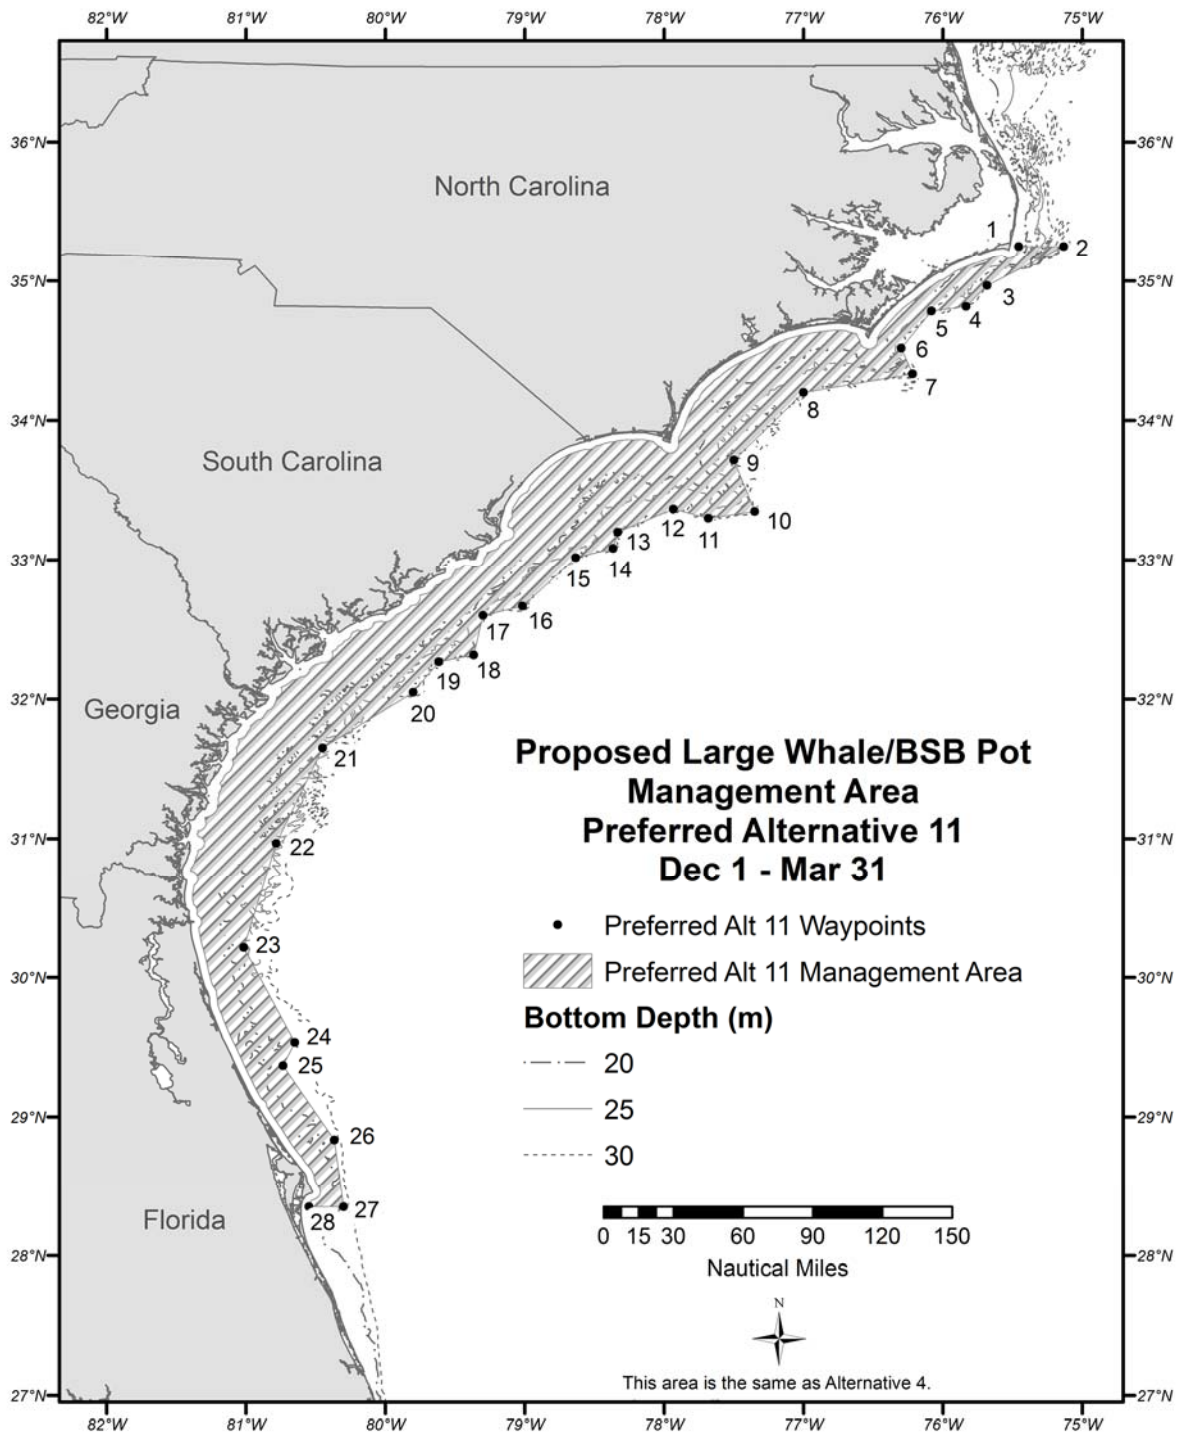 82°W 81°W 80°W 79°W 78°W 77°W 76°W 75°W
36°N 36°N
North Carolina
1
2
35°N 35°N
3
4
5
6
7
34°N 34°N
8
South Carolina
9
10
11
12
13
14
33°N 33°N
15
16
17
18
19
32°N 32°N
Georgia
20
21
Proposed Large Whale/BSB Pot
Management Area
Preferred Alternative 11
Dec 1 - Mar 31
31°N 31°N
22
Preferred Alt 11 Waypoints
23
Preferred Alt 11 Management Area
30°N 30°N
Bottom Depth (m)
24
25
20
25
30
29°N 29°N
26
27
28
Florida
0 15 30 60 90 120 150
Nautical Miles
28°N 28°N
N
This area is the same as Alternative 4.
27°N 27°N
82°W 81°W 80°W 79°W 78°W 77°W 76°W 75°W